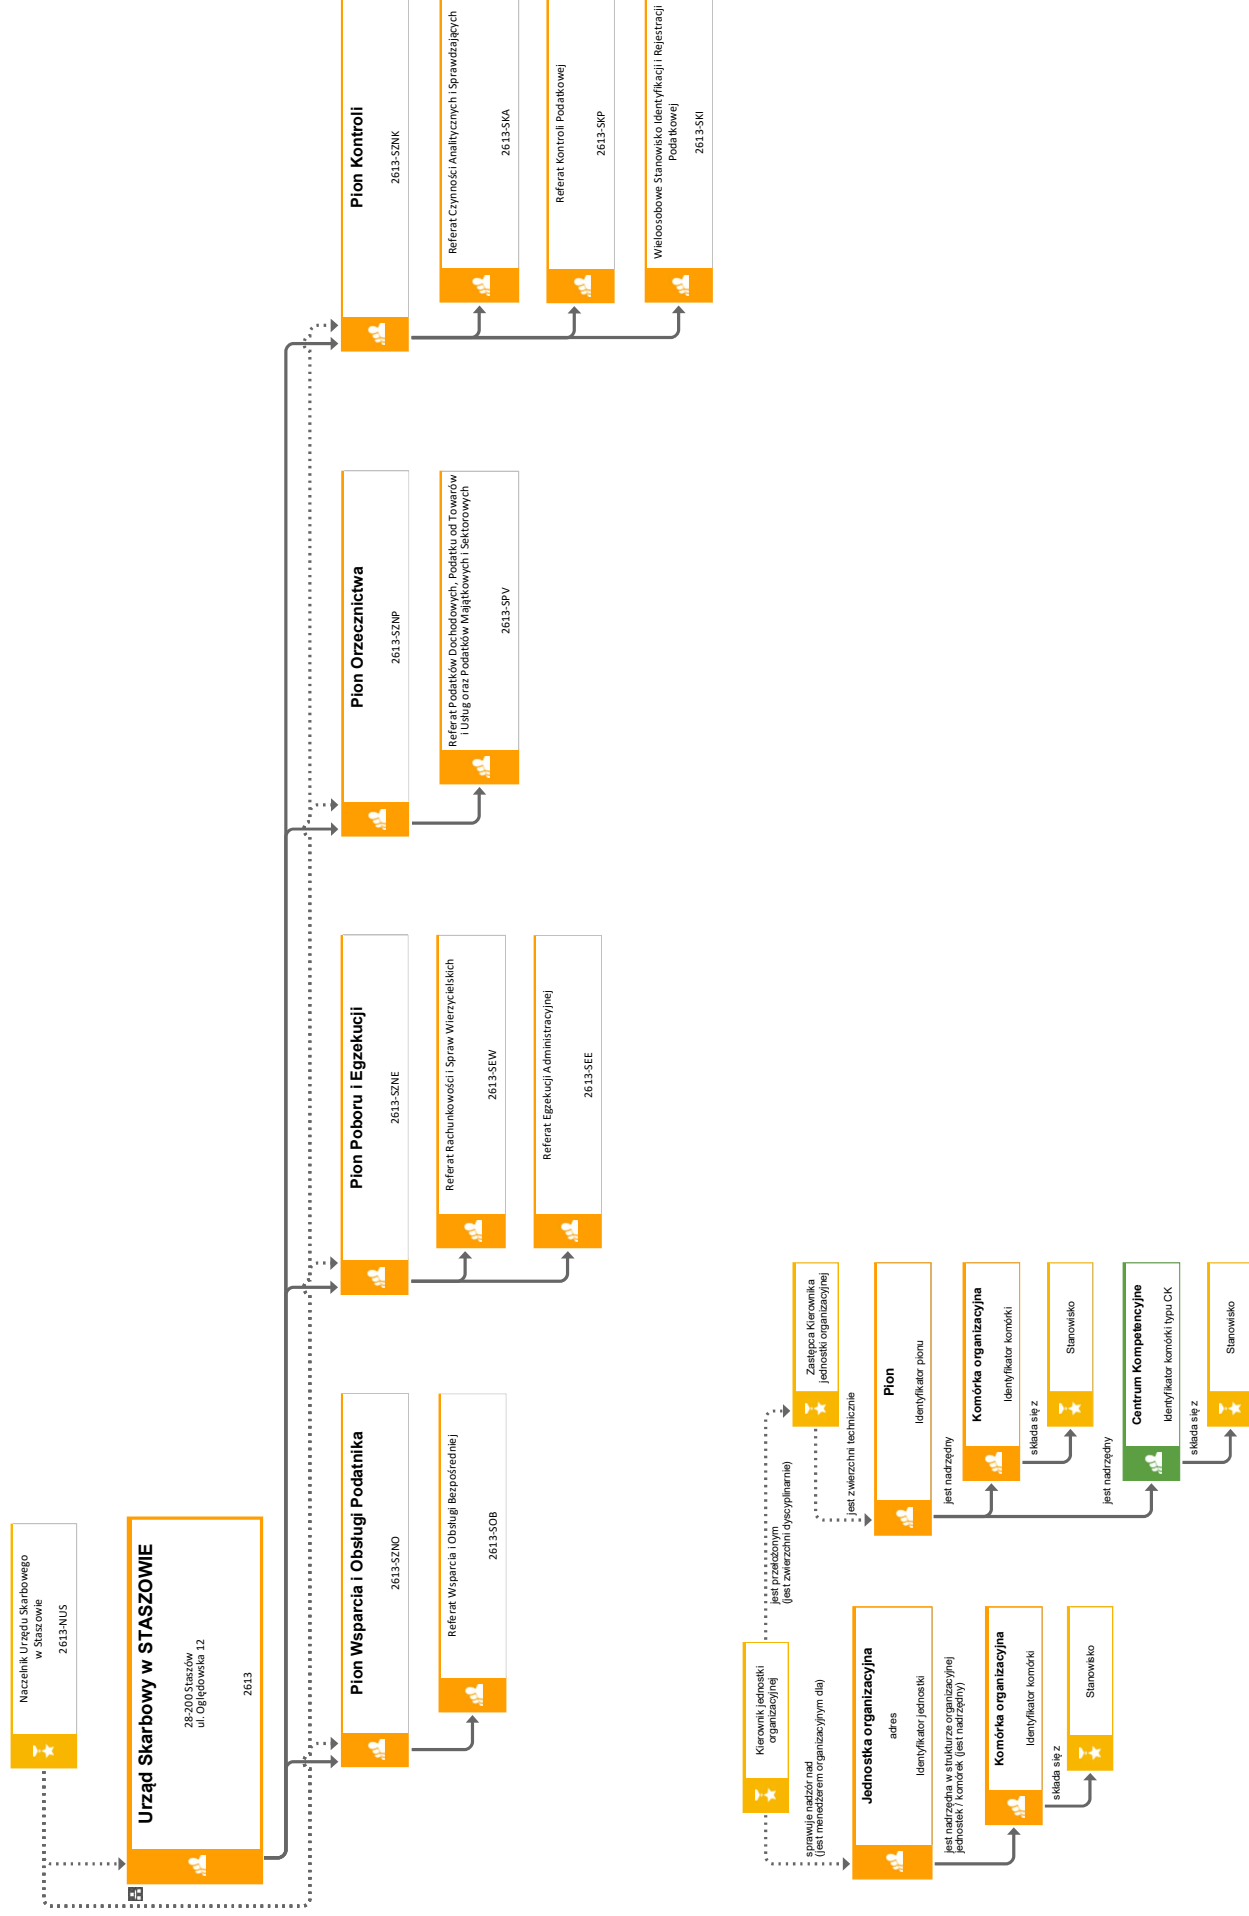 Naczelnik Urzędu Skarbowego
w Staszowie
2613-NUS
Urząd Skarbowy w STASZOWIE
28-200 Staszów
ul. Oględowska 12
2613
Pion Wsparcia i Obsługi Podatnika
2613-SZNO
Referat Wsparcia i Obsługi Bezpośredniej
2613-SOB
Pion Poboru i Egzekucji
2613-SZNE
Referat Rachunkowości i Spraw Wierzycielskich
2613-SEW
Referat Egzekucji Administracyjnej
2613-SEE
Pion Orzecznictwa
2613-SZNP
Referat Podatków Dochodowych, Podatku od Towarów
i Usług oraz Podatków Majątkowych i Sektorowych
2613-SPV
Pion Kontroli
2613-SZNK
Referat Czynności Analitycznych i Sprawdzających
2613-SKA
Referat Kontroli Podatkowej
2613-SKP
Wieloosobowe Stanowisko Identyfikacji i Rejestracji
Podatkowej
2613-SKI
Kierownik jednostki
organizacyjnej
sprawuje nadzór nad
(jest menedżerem organizacyjnym dla)
Jednostka organizacyjna
adres
Identyfikator jednostki
jest nadrzędna w strukturze organizacyjnej
jednostek / komórek (jest nadrzędny)
Komórka organizacyjna
Identyfikator komórki
składa się z
Stanowisko
jest przełożonym
(jest zwierzchni dyscyplinarnie)
Zastępca Kierownika
jednostki organizacyjnej
jest zwierzchni technicznie
Pion
Identyfikator pionu
jest nadrzędny
Komórka organizacyjna
Identyfikator komórki
składa się z
Stanowisko
jest nadrzędny
Centrum Kompetencyjne
Identyfikator komórki typu CK
składa się z
Stanowisko